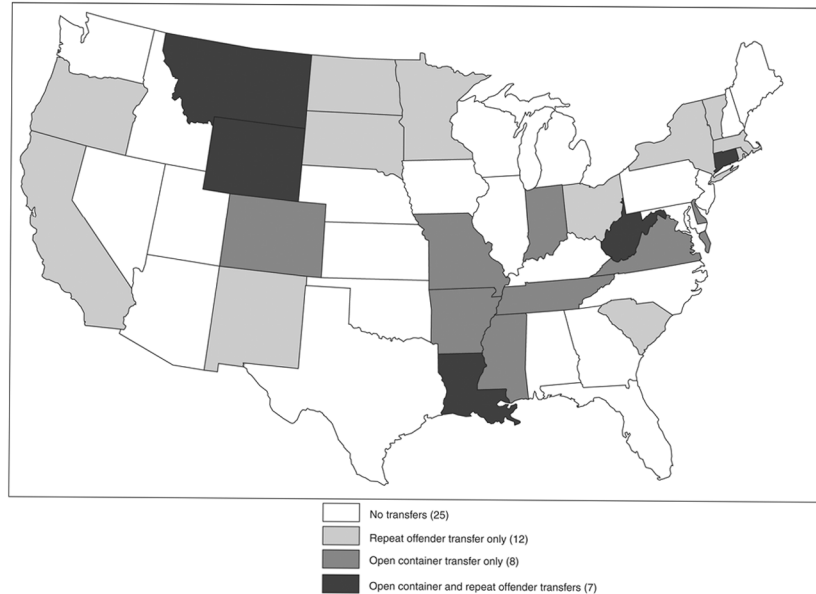 No transfers (25)
Repeat offender transfer only (12)
Open container transfer only (8)
Open container and repeat offender transfers (7)